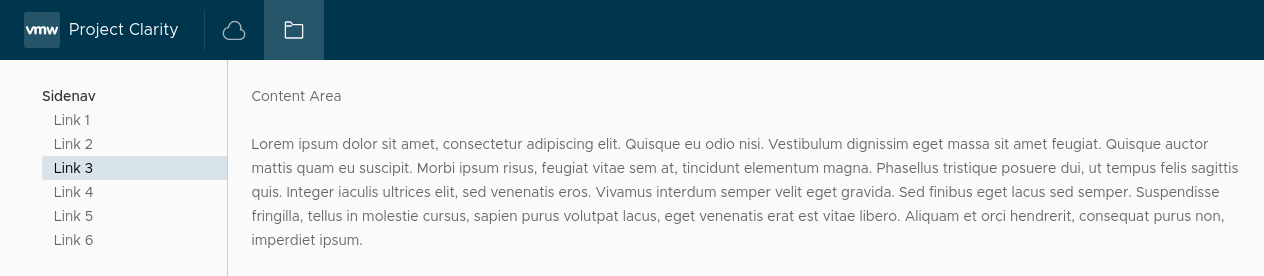 vmw Project Clarity
Sidenav
Link 1
Link 2
Link 3
Link 4
Link 5
Link 6
Content Area
Lorem ipsum dolor sit amet, consectetur adipiscing elit. Quisque eu odio nisi. Vestibulum dignissim eget massa sit amet feugiat. Quisque auctor
mattis quam eu suscipit. Morbi ipsum risus, feugiat vitae sem at, tincidunt elementum magna. Phasellus tristique posuere dui, ut tempus felis sagittis
quis. Integer iaculis ultrices elit, sed venenatis eros. Vivamus interdum semper velit eget gravida. Sed finibus eget lacus sed semper. Suspendisse
fringilla, tellus in molestie cursus, sapien purus volutpat lacus, eget venenatis erat est vitae libero. Aliquam et orci hendrerit, consequat purus non,
imperdiet ipsum.